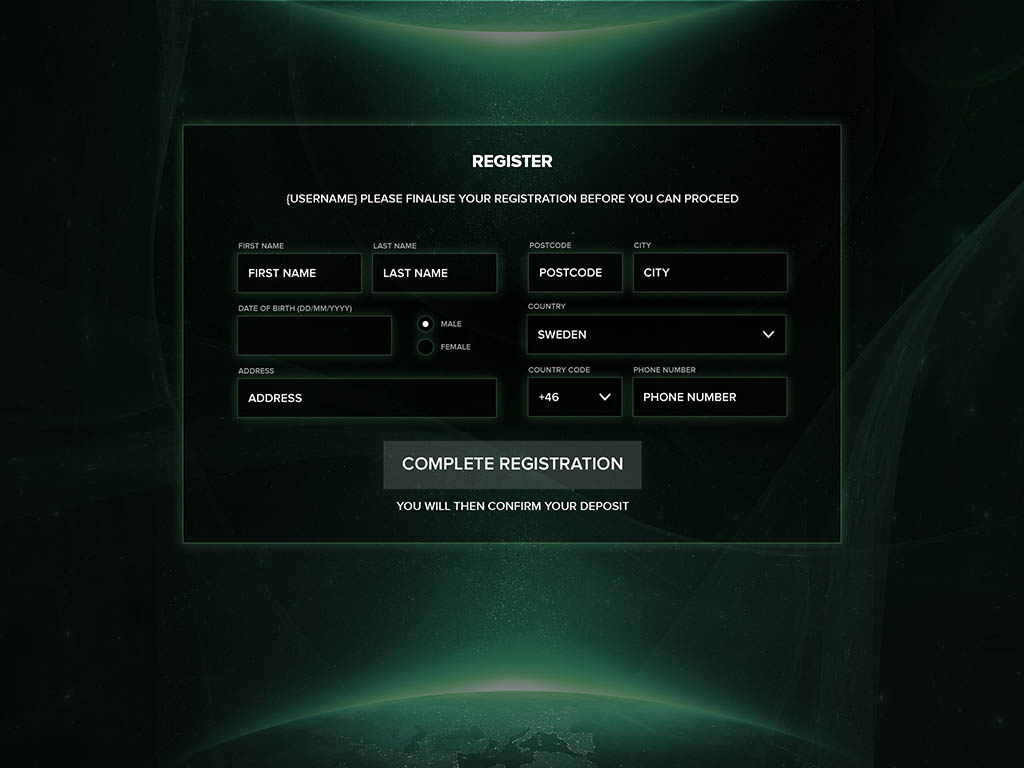 REGISTER
{USERNAME} PLEASE FINALISE YOUR REGISTRATION BEFORE YOU CAN PROCEED
FIRST NAME
LAST NAME
FIRST NAME
LAST NAME
DATE OF BIRTH (DD/MM/YYYY)
MALE
FEMALE
ADDRESS
ADDRESS
POSTCODE
CITY
POSTCODE
CITY
COUNTRY
SWEDEN
COUNTRY CODE
PHONE NUMBER
+46
PHONE NUMBER
COMPLETE REGISTRATION
YOU WILL THEN CONFIRM YOUR DEPOSIT